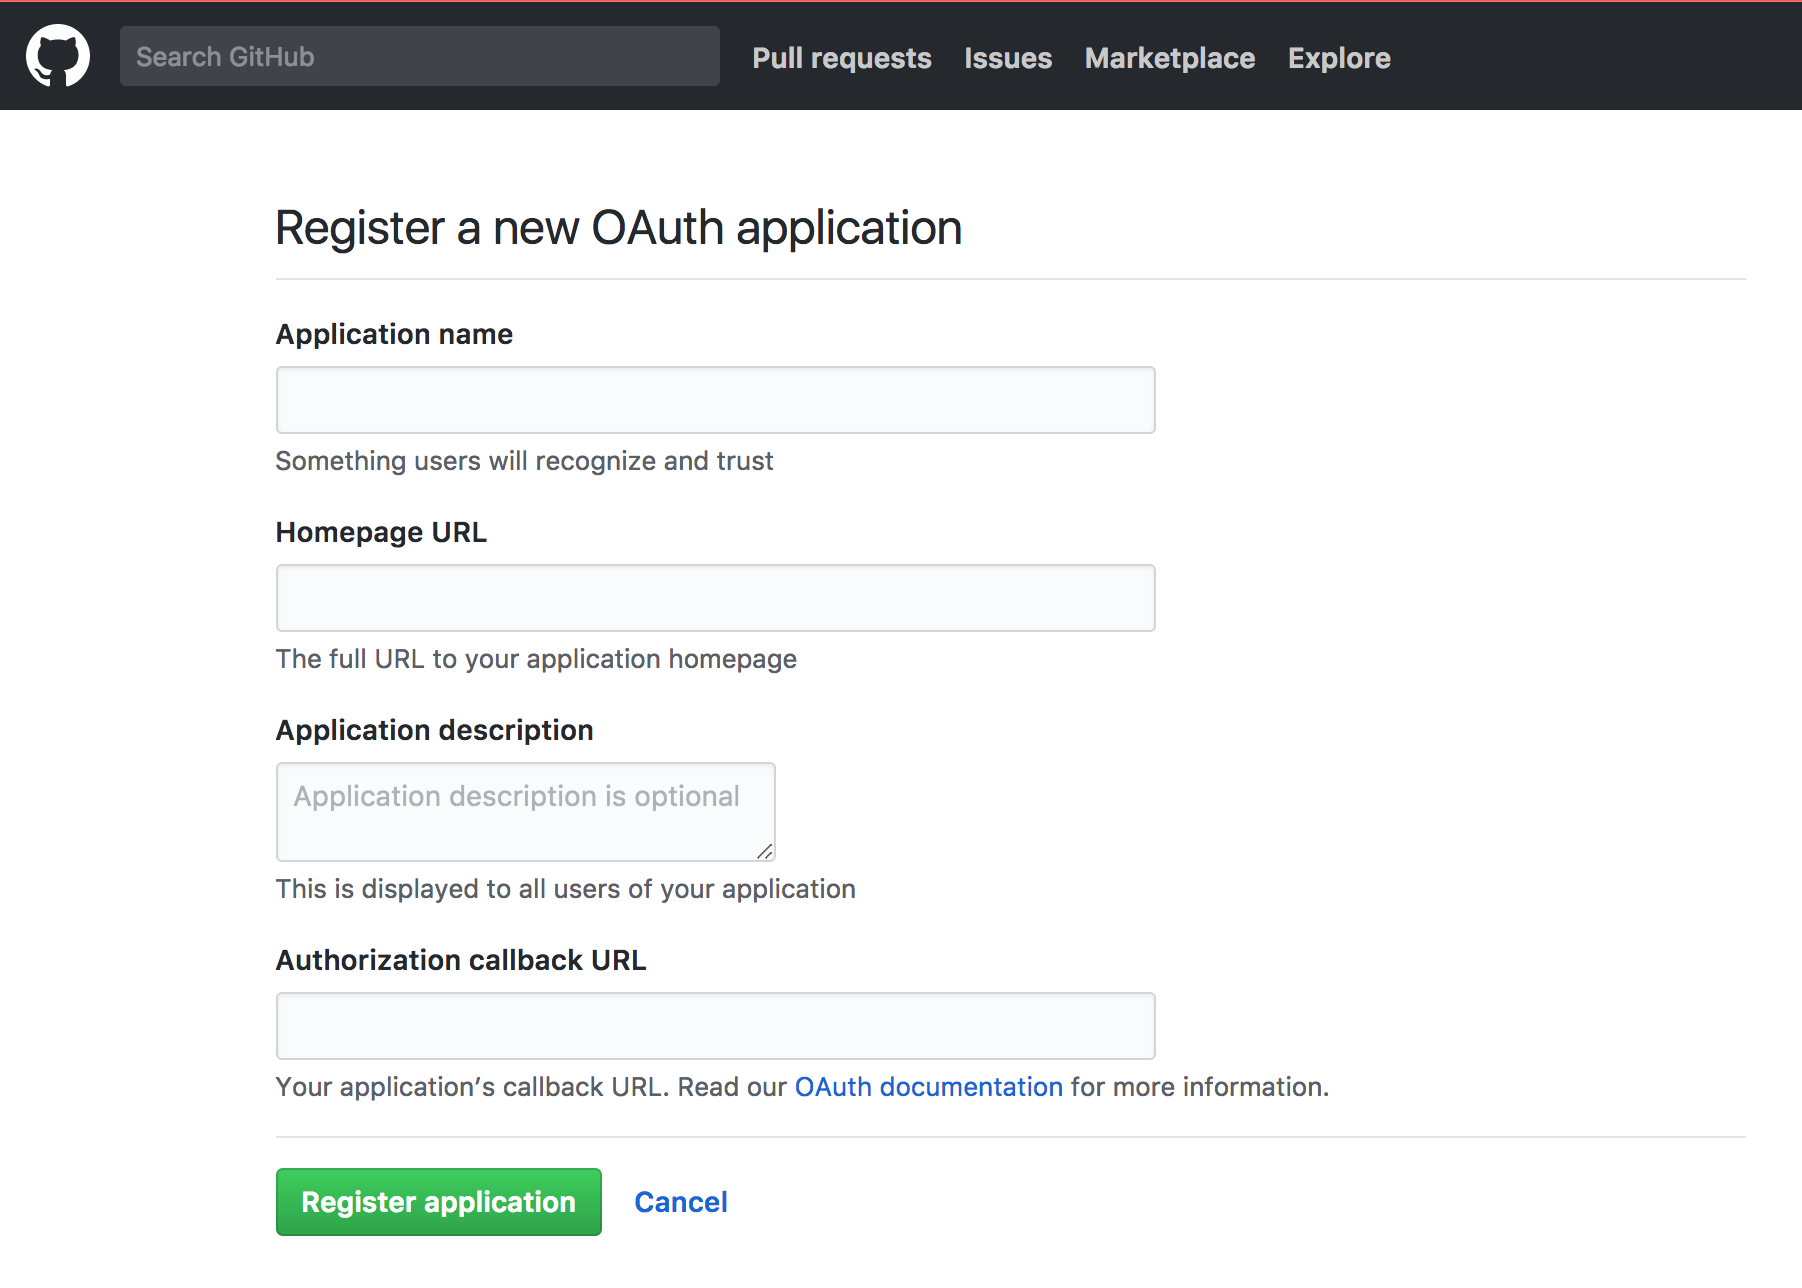 Search GitHub Pull requests Issues Marketplace Explore
Register a new OAuth application
Application name
Something users will recognize and trust
Homepage URL
The full URL to your application homepage
Application description
Application description is optional
This is displayed to all users of your application
Authorization callback URL
Your application’s callback URL. Read our OAuth documentation for more information.
Register application Cancel